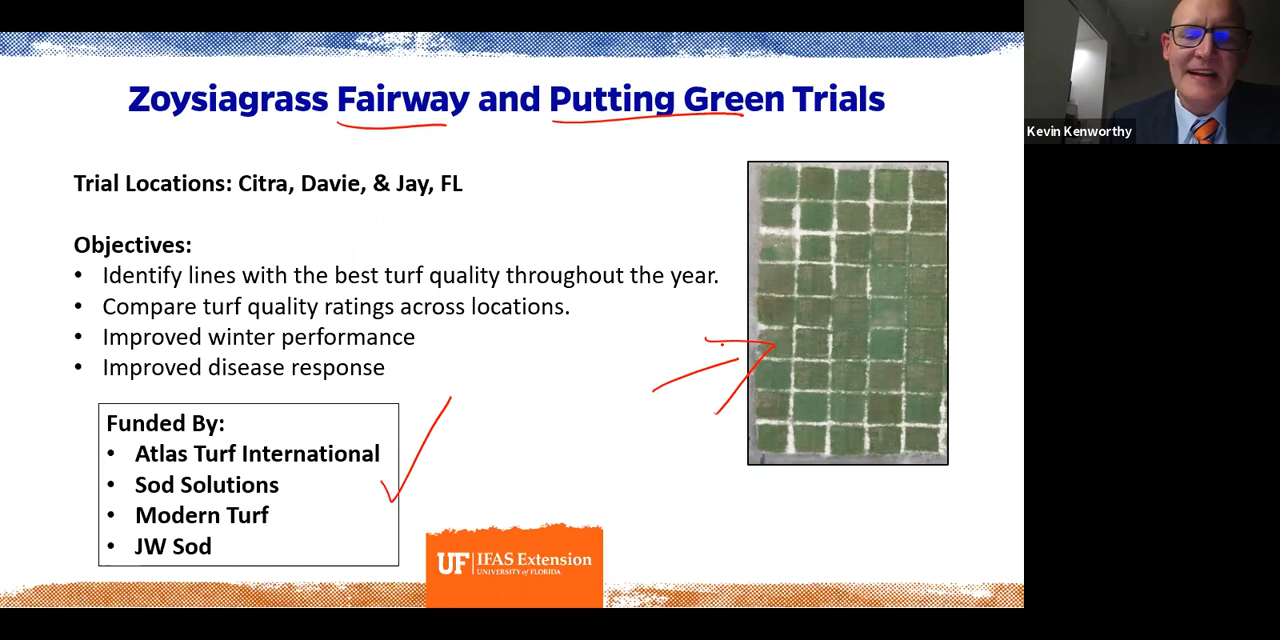 Zoysiagrass Fairway and Putting Green Trials
Kevin Kenworthy
Trial Locations: Citra, Davie, & Jay, FL
Objectives:
• Identify lines with the best turf quality throughout the year.
• Compare turf quality ratings across locations.
• Improved winter performance
• Improved disease response
Funded By:
• Atlas Turf International
• Sod Solutions
• Modern Turf
• JW Sod
UF IFAS Extension
UNIVERSITY of FLORIDA